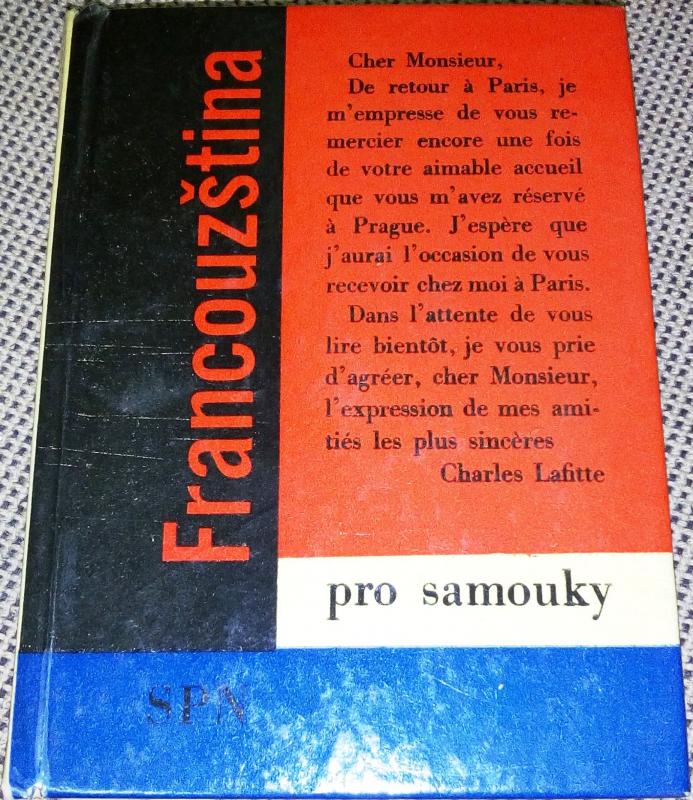 Francouzština
Cher Monsieur,
De retour à Paris, je
m'empresse de vous re-
mercier encore une fois
de votre aimable accueil
que vous m'avez réservé
à Prague. J'espère que
j'aurai l'occasion de vous
recevoir chez moi à Paris.
Dans l'attente de vous
lire bientôt, je vous prie
d'agréer, cher Monsieur,
l'expression de mes ami-
tiés les plus sincères
Charles Lafitte
pro samouky
SPN